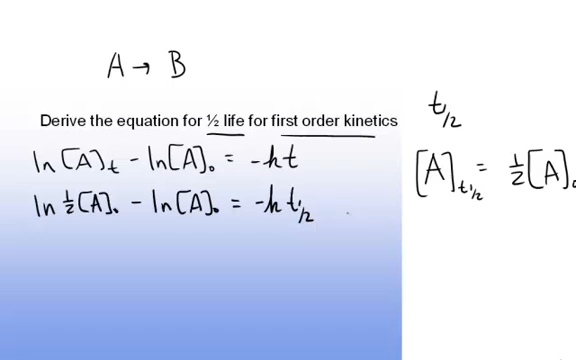 A → B
Derive the equation for ½ life for first order kinetics
t½
ln[A]t - ln[A]₀ = -kt
[A]t½ = ½[A]₀
ln ½[A]₀ - ln[A]₀ = -k t½